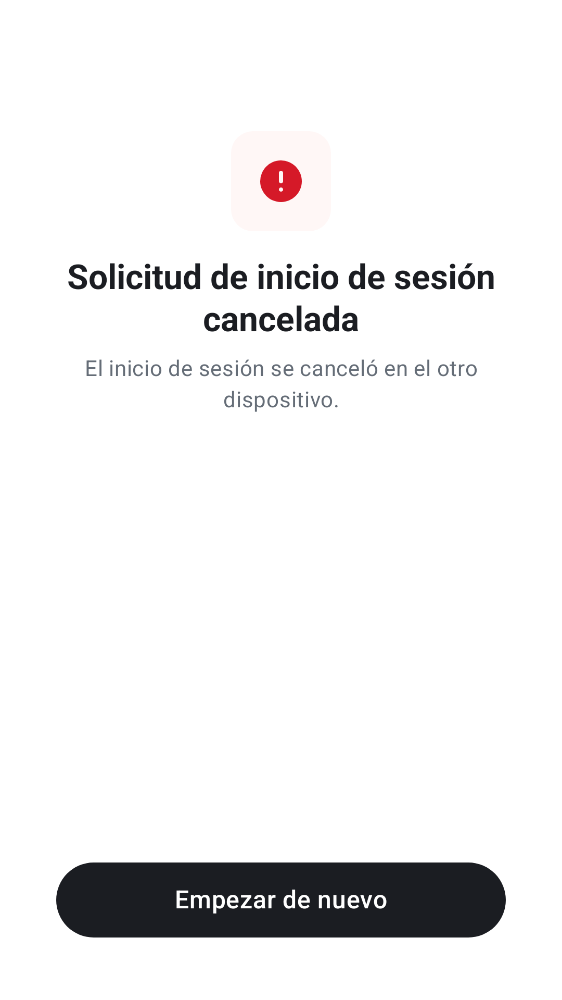 Solicitud de inicio de sesión
cancelada
El inicio de sesión se canceló en el otro
dispositivo.
Empezar de nuevo